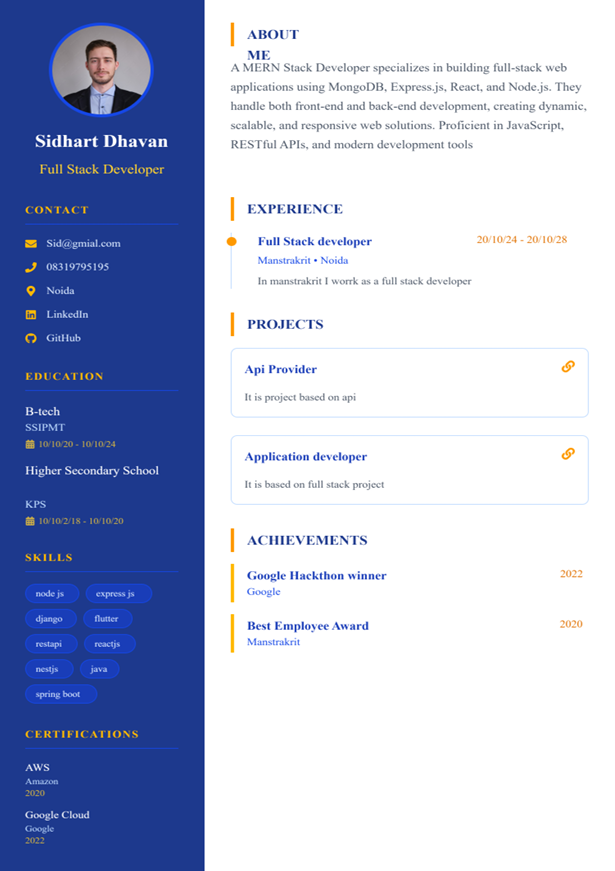 Sidhart Dhavan
Full Stack Developer
CONTACT
Sid@gmial.com
08319795195
Noida
LinkedIn
GitHub
EDUCATION
B-tech
SSIPMT
10/10/20 - 10/10/24
Higher Secondary School
KPS
10/10/2/18 - 10/10/20
SKILLS
node js
express js
django
flutter
restapi
reactjs
nestjs
java
spring boot
CERTIFICATIONS
AWS
Amazon
2020
Google Cloud
Google
2022
ABOUT
ME
A MERN Stack Developer specializes in building full-stack web
applications using MongoDB, Express.js, React, and Node.js. They
handle both front-end and back-end development, creating dynamic,
scalable, and responsive web solutions. Proficient in JavaScript,
RESTful APIs, and modern development tools
EXPERIENCE
Full Stack developer
20/10/24 - 20/10/28
Manstrakrit • Noida
In manstrakrit I worrk as a full stack developer
PROJECTS
Api Provider
It is project based on api
Application developer
It is based on full stack project
ACHIEVEMENTS
Google Hackthon winner
2022
Google
Best Employee Award
2020
Manstrakrit